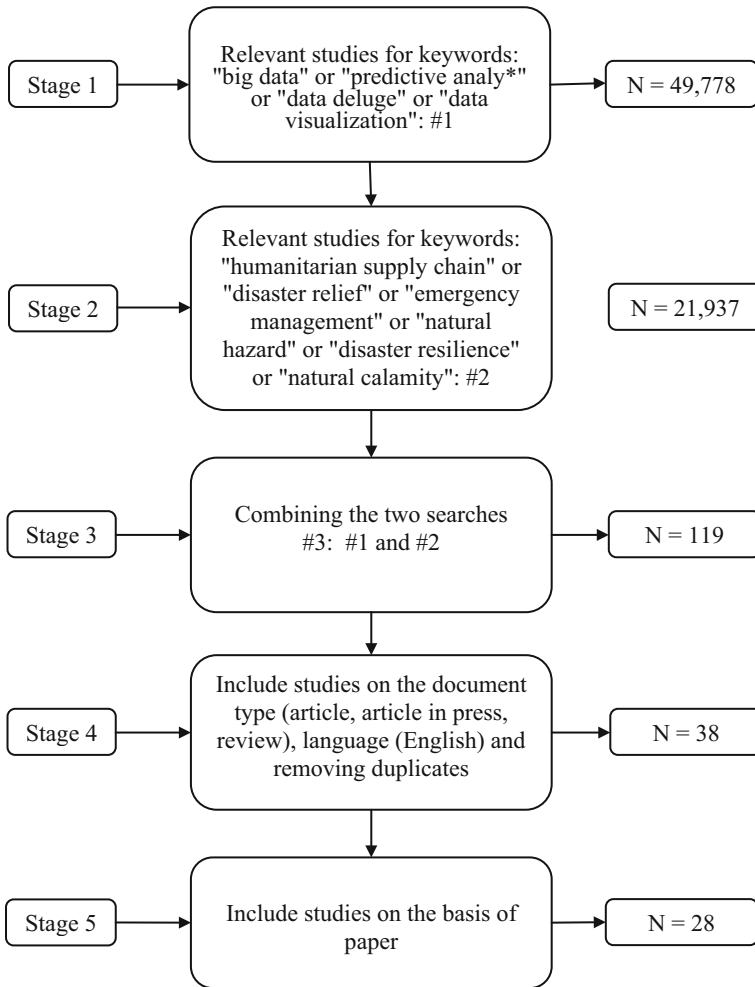 Stage 1
Relevant studies for keywords:
"big data" or "predictive analy*"
or "data deluge" or "data
visualization": #1
N = 49,778
Stage 2
Relevant studies for keywords:
"humanitarian supply chain" or
"disaster relief" or "emergency
management" or "natural
hazard" or "disaster resilience"
or "natural calamity": #2
N = 21,937
Stage 3
Combining the two searches
#3: #1 and #2
N = 119
Stage 4
Include studies on the document
type (article, article in press,
review), language (English) and
removing duplicates
N = 38
Stage 5
Include studies on the basis of
paper
N = 28